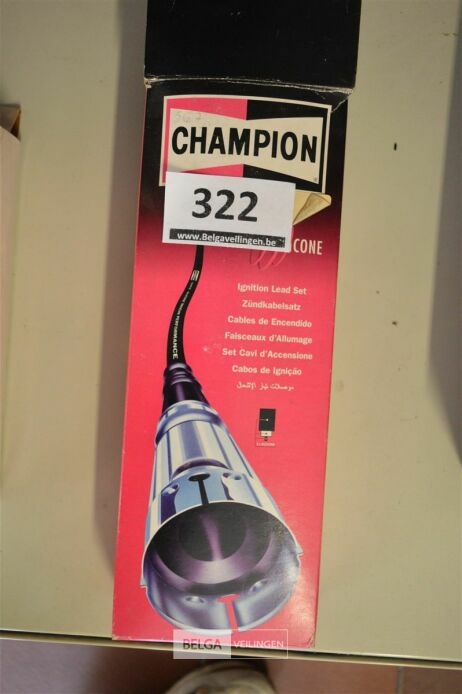 CHAMPION
322
www.Belgaveilingen.be
CONE
Ignition Lead Set
Zündkabelsatz
Cables de Encendido
Faisceaux d'Allumage
Set Cavi d'Accensione
Cabos de Ignição
PERFORMANCE
BELGA VEILINGEN